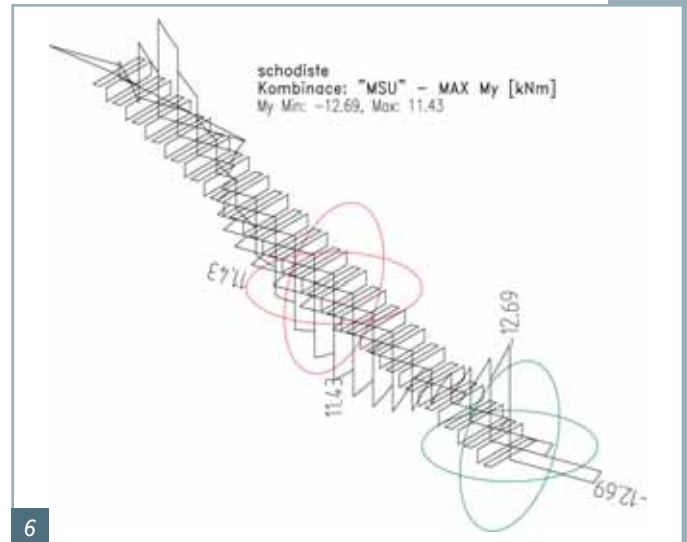 schodiste
Kombinace: "MSU" – MAX My [kNm]
My Min: -12.69, Max: 11.43
11.43
12.69
11.43
-12.69
6